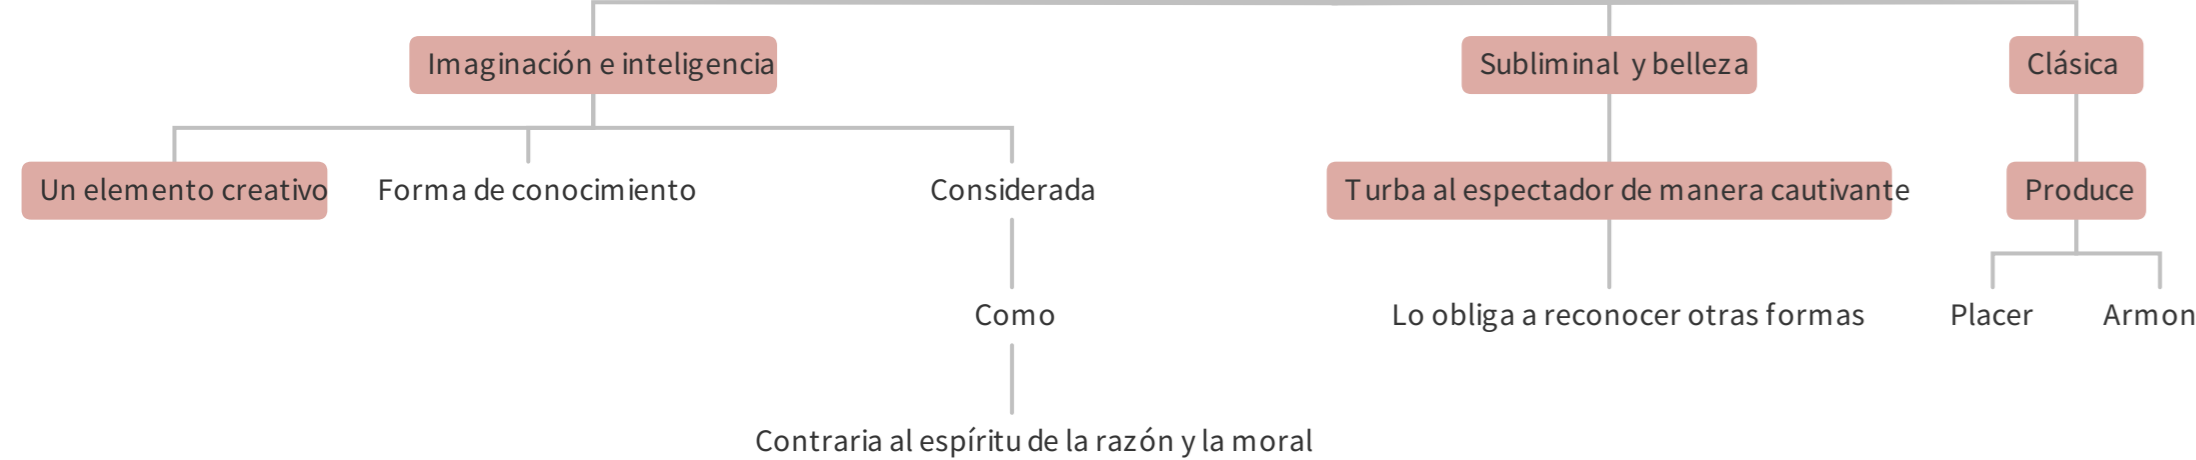 Imaginación e inteligencia
Subliminal y belleza
Clásica
Un elemento creativo
Forma de conocimiento
Considerada
Turba al espectador de manera cautivante
Produce
Como
Lo obliga a reconocer otras formas
Placer
Armon
Contraria al espíritu de la razón y la moral